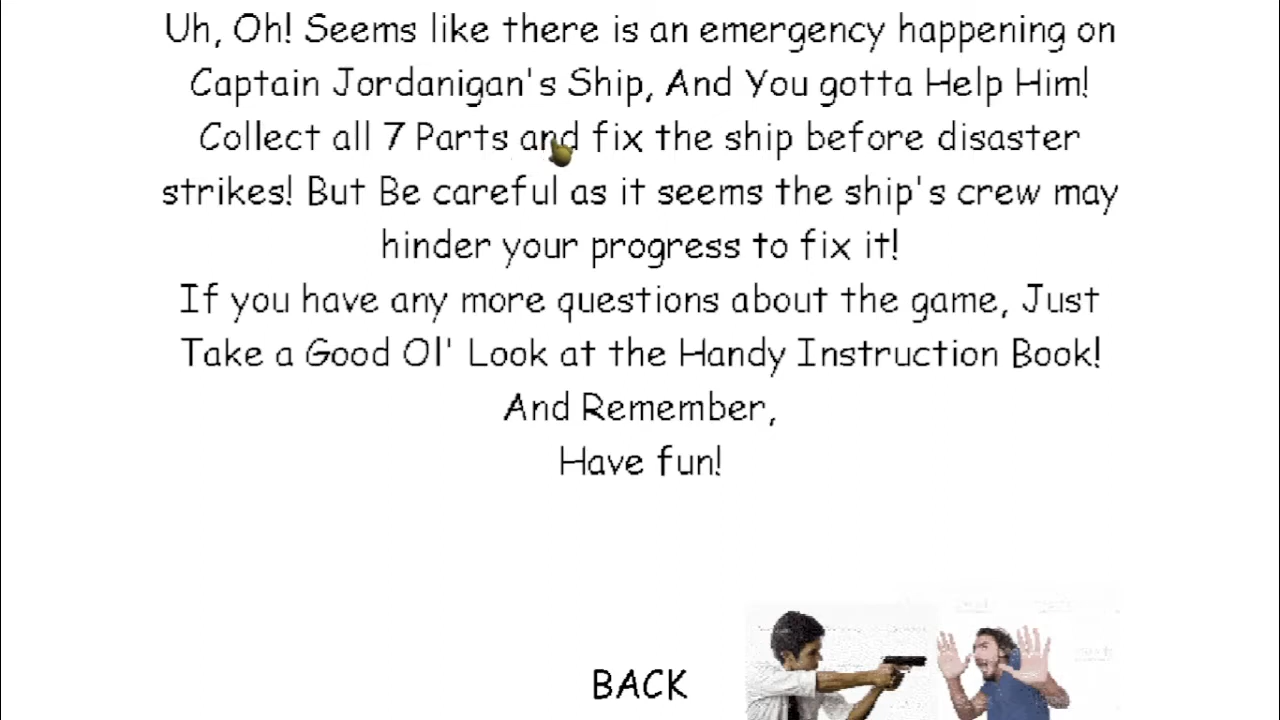 Uh, Oh! Seems like there is an emergency happening on
Captain Jordanigan's Ship, And You gotta Help Him!
Collect all 7 Parts and fix the ship before disaster
strikes! But Be careful as it seems the ship's crew may
hinder your progress to fix it!
If you have any more questions about the game, Just
Take a Good Ol' Look at the Handy Instruction Book!
And Remember,
Have fun!
BACK